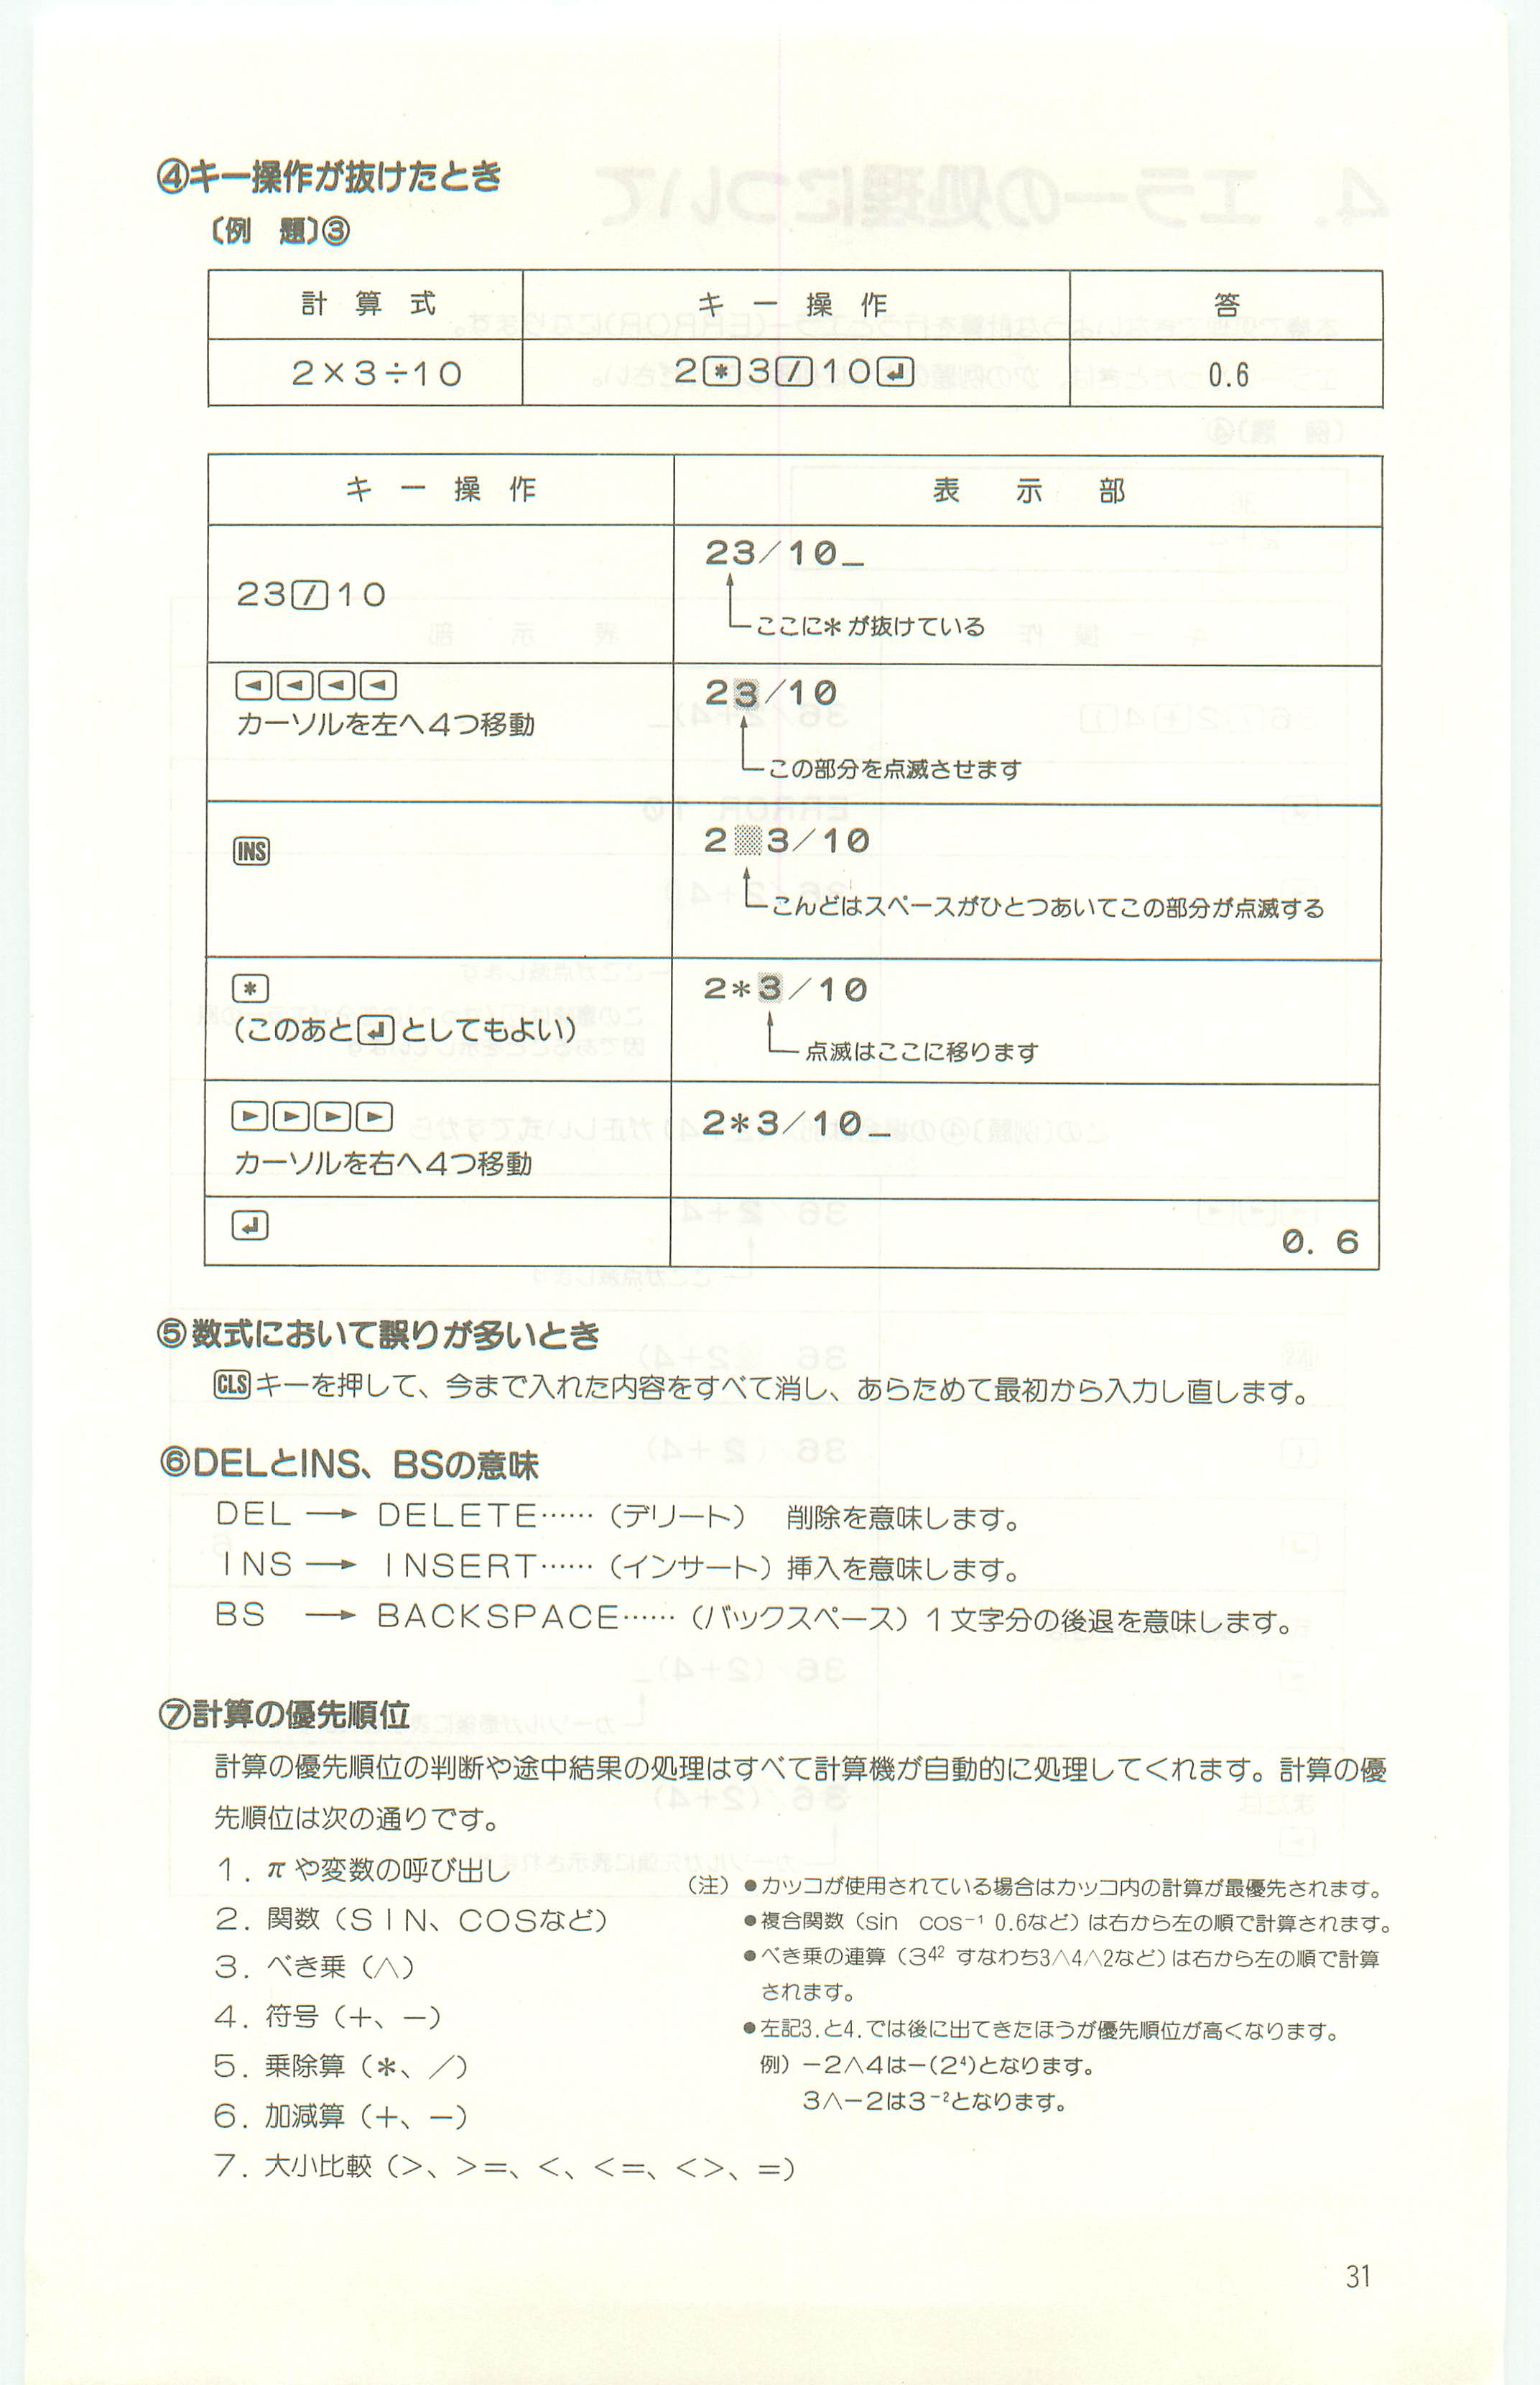 ④キー操作が抜けたとき
〔例　題〕③
計　算　式　キ　ー　操　作　答
2×3÷10　2[*]3[/]10[↵]　0.6
キ　ー　操　作　表　示　部
23/10_
23[/]10
ここに*が抜けている
[◄][◄][◄][◄]　23/10
カーソルを左へ4つ移動
この部分を点滅させます
[INS]　2▒3/10
こんどはスペースがひとつあいてこの部分が点滅する
[*]　2*3/10
(このあと[↵]としてもよい)
点滅はここに移ります
[►][►][►][►]　2*3/10_
カーソルを右へ4つ移動
[↵]　0. 6
⑤数式において誤りが多いとき
[CLS]キーを押して、今まで入れた内容をすべて消し、あらためて最初から入力し直します。
⑥DELとINS、BSの意味
DEL → DELETE……（デリート）　削除を意味します。
INS → INSERT……（インサート）挿入を意味します。
BS → BACKSPACE……（バックスペース）1文字分の後退を意味します。
⑦計算の優先順位
計算の優先順位の判断や途中結果の処理はすべて計算機が自動的に処理してくれます。計算の優
先順位は次の通りです。
1. πや変数の呼び出し
2. 関数（SIN、COSなど）
3. べき乗（∧）
4. 符号（+、−）
5. 乗除算（*、／）
6. 加減算（+、−）
7. 大小比較（>、>=、<、<=、<>、=）
（注）●カッコが使用されている場合はカッコ内の計算が最優先されます。
●複合関数（sin　cos⁻¹ 0.6など）は右から左の順で計算されます。
●べき乗の連算（3⁴² すなわち3∧4∧2など）は右から左の順で計算
されます。
●左記3.と4.では後に出てきたほうが優先順位が高くなります。
例）−2∧4は−(2⁴)となります。
3∧−2は3⁻²となります。
31